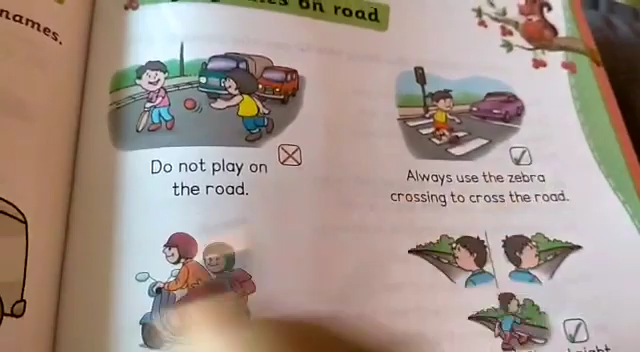 names.
on road
Do not play on
the road.
Always use the zebra
crossing to cross the road.